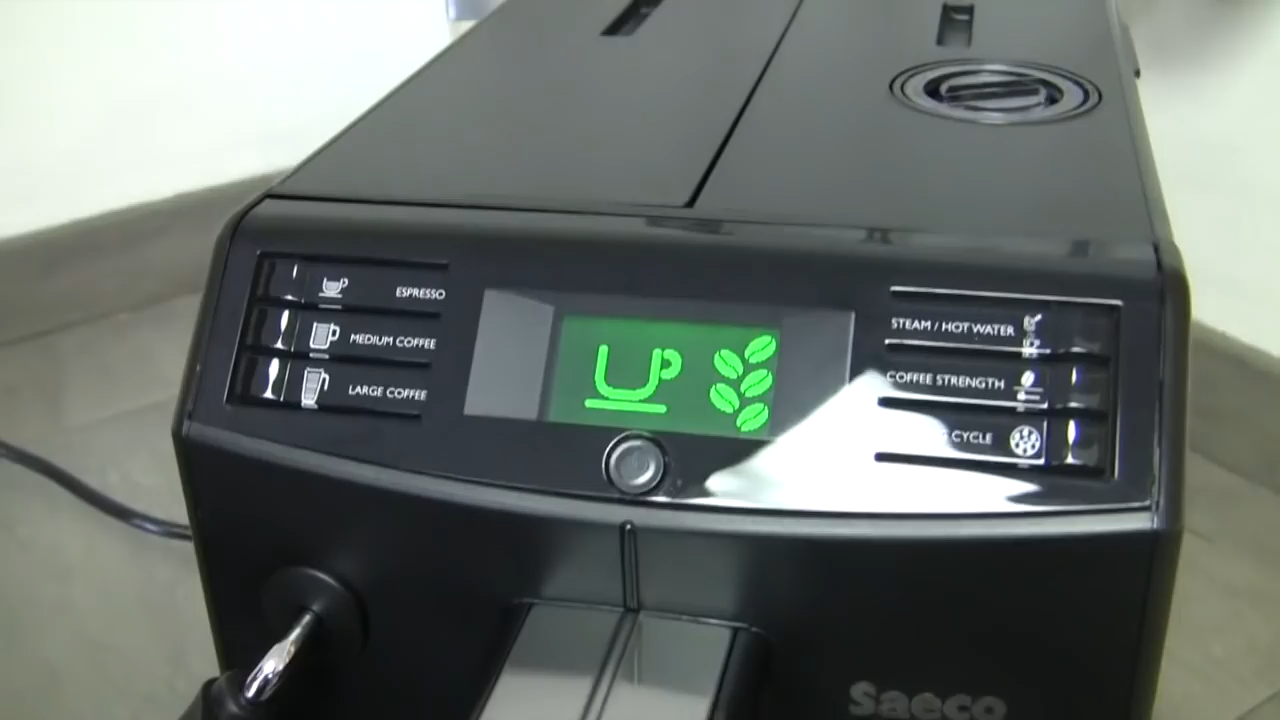 ESPRESSO
MEDIUM COFFEE
LARGE COFFEE
STEAM / HOT WATER
COFFEE STRENGTH
CYCLE
Saeco